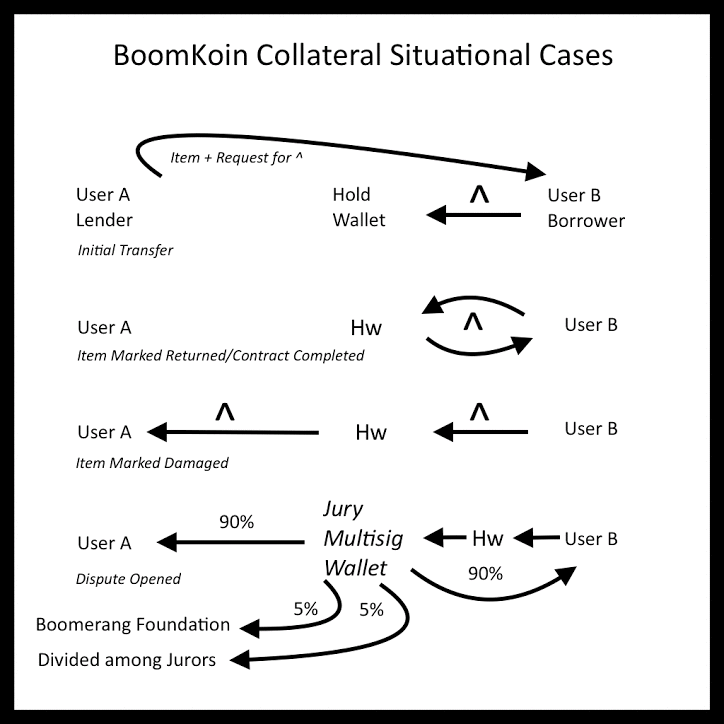 BoomKoin Collateral Situational Cases
Item + Request for ^
User A
Lender
Hold
Wallet
^
User B
Borrower
Initial Transfer
User A
Hw
^
User B
Item Marked Returned/Contract Completed
^
^
User A
Hw
User B
Item Marked Damaged
Jury
Multisig
Wallet
90%
User A
Hw
User B
90%
Dispute Opened
5%
5%
Boomerang Foundation
Divided among Jurors